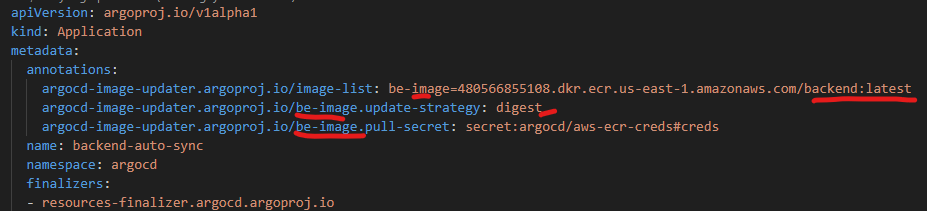 apiVersion: argoproj.io/v1alpha1
kind: Application
metadata:
  annotations:
    argocd-image-updater.argoproj.io/image-list: be-image=480566855108.dkr.ecr.us-east-1.amazonaws.com/backend:latest
    argocd-image-updater.argoproj.io/be-image.update-strategy: digest
    argocd-image-updater.argoproj.io/be-image.pull-secret: secret:argocd/aws-ecr-creds#creds
  name: backend-auto-sync
  namespace: argocd
  finalizers:
  - resources-finalizer.argocd.argoproj.io